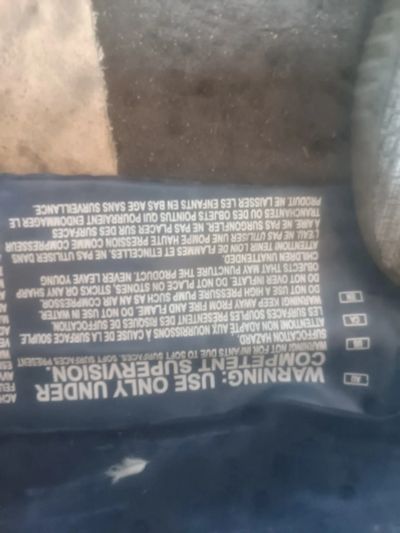 AU
WARNING: USE ONLY UNDER
COMPETENT SUPERVISION.
WARNING! NOT FOR INFANTS DUE TO SOFT SURFACES. SOFT SURFACES PRESENT
SUFFOCATION HAZARD.
ATTENTION NON ADAPTÉ AUX NOURRISSONS À CAUSE DE LA SURFACE SOUPLE
LES SURFACES SOUPLES PRÉSENTENT DES RISQUES DE SUFFOCATION.
WARNING! KEEP AWAY FROM FIRE AND FLAME. DO NOT USE IN WATER.
DO NOT USE A HIGH PRESSURE PUMP SUCH AS AN AIR COMPRESSOR.
DO NOT OVER INFLATE. DO NOT PLACE ON STONES, STICKS OR ANY SHARP
OBJECTS THAT MAY PUNCTURE THE PRODUCT. NEVER LEAVE YOUNG
CHILDREN UNATTENDED.
ATTENTION! TENIR LOIN DE FLAMMES ET TINCELLES. NE PAS UTILISER DANS
L'EAU. NE PAS UTILISER UNE POMPE HAUTE PRESSION COMME COMPRESSEUR
L'AIRE. NE PAS SURGONFLER. NE PLACER PAS SUR DES SURFACES
TRANCHANTES OU DES OBJETS POINTUS QUI POURRAIENT ENDOMMAGER LE
PRODUIT. NE LAISSER LES ENFANTS EN BAS AGE SANS SURVEILLANCE.